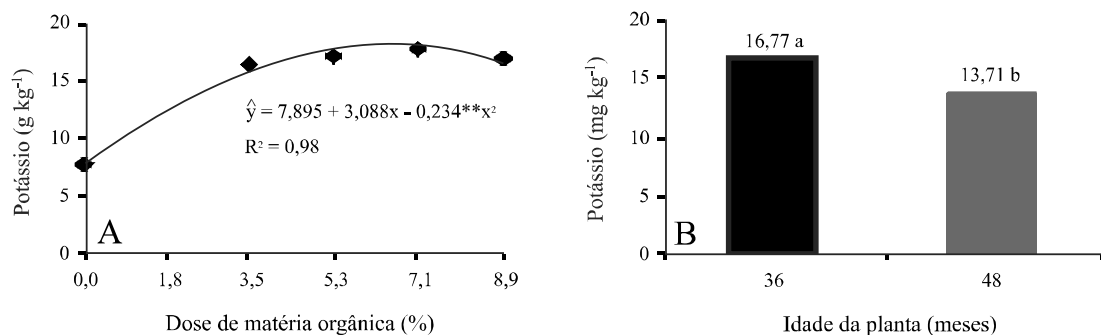 20
15
10
5
0
Potássio (g kg⁻¹)
ŷ = 7,895 + 3,088x - 0,234**x²
R² = 0,98
A
0,0 1,8 3,5 5,3 7,1 8,9
Dose de matéria orgânica (%)
20
15
10
5
0
Potássio (mg kg⁻¹)
16,77 a
13,71 b
B
36 48
Idade da planta (meses)